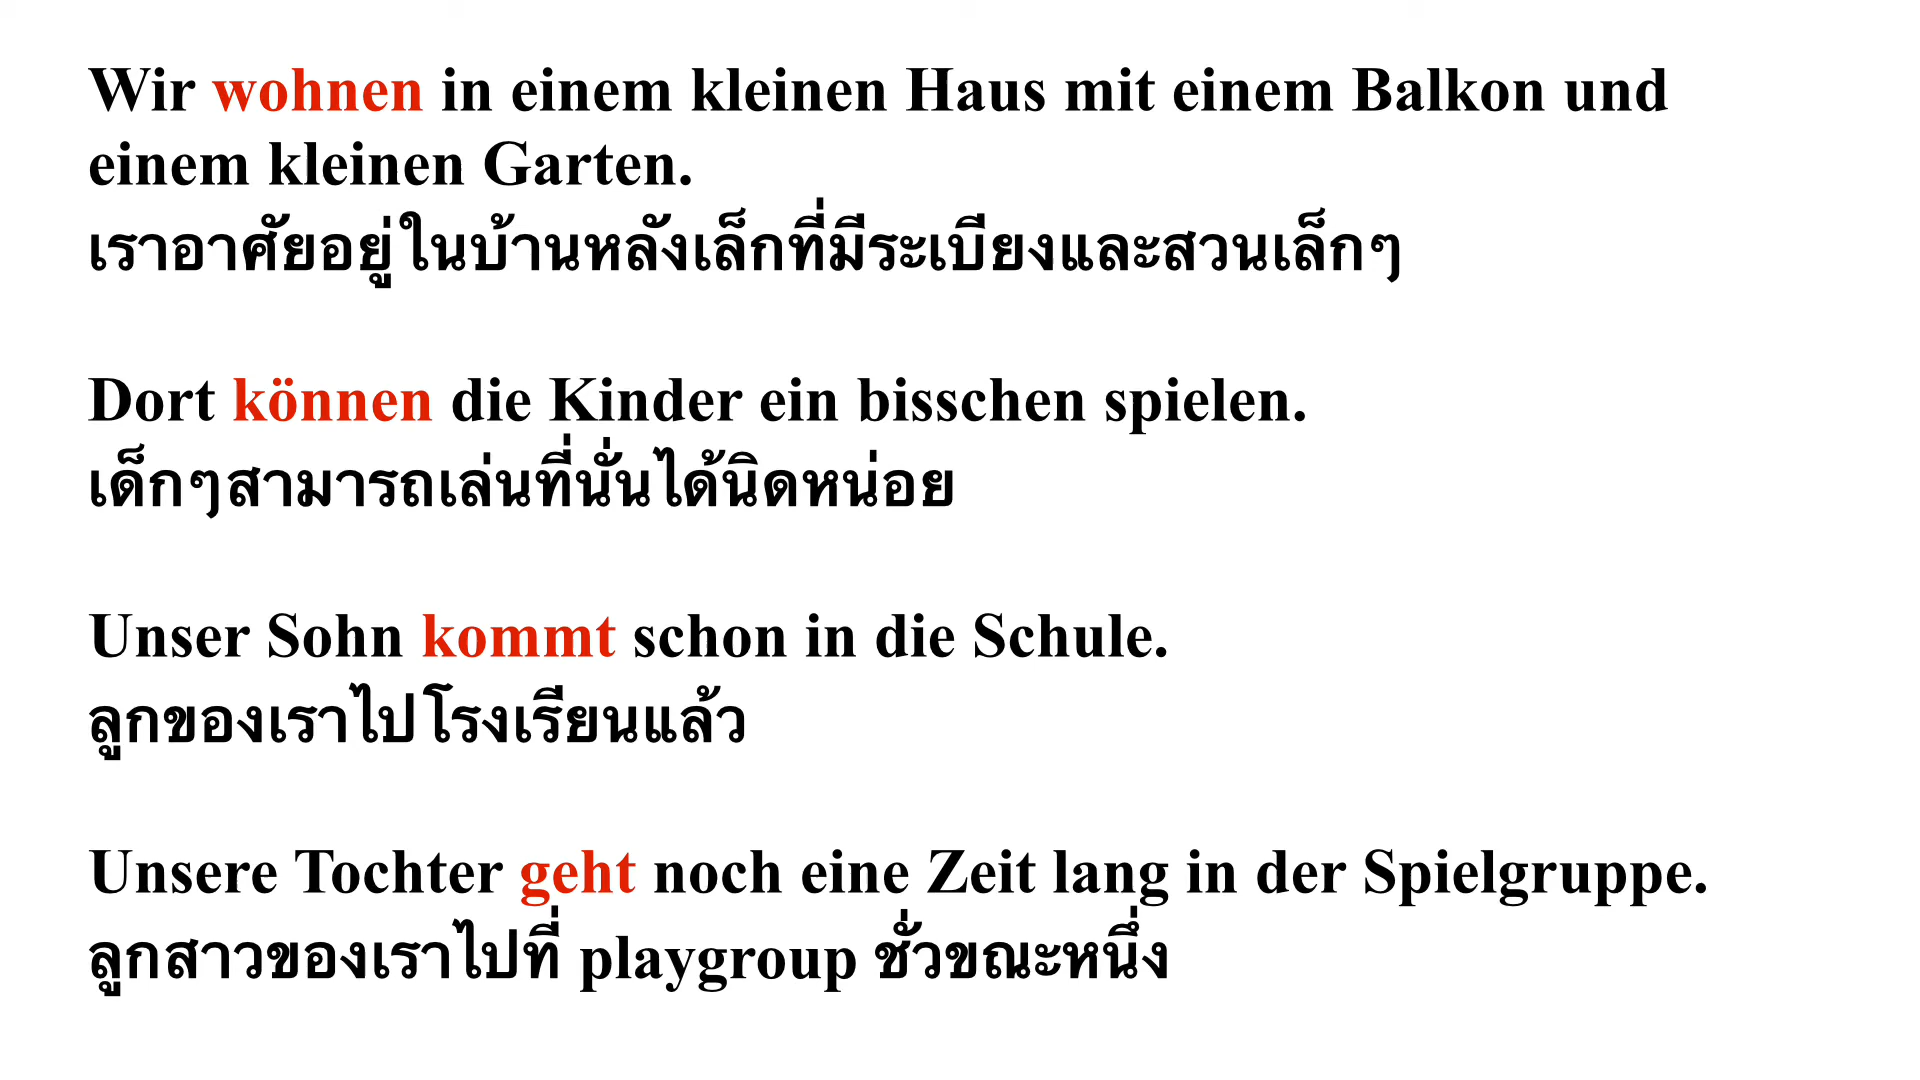 Wir wohnen in einem kleinen Haus mit einem Balkon und
einem kleinen Garten.
เราอาศัยอยู่ในบ้านหลังเล็กที่มีระเบียงและสวนเล็กๆ
Dort können die Kinder ein bisschen spielen.
เด็กๆสามารถเล่นที่นั่นได้นิดหน่อย
Unser Sohn kommt schon in die Schule.
ลูกของเราไปโรงเรียนแล้ว
Unsere Tochter geht noch eine Zeit lang in der Spielgruppe.
ลูกสาวของเราไปที่ playgroup ชั่วขณะหนึ่ง